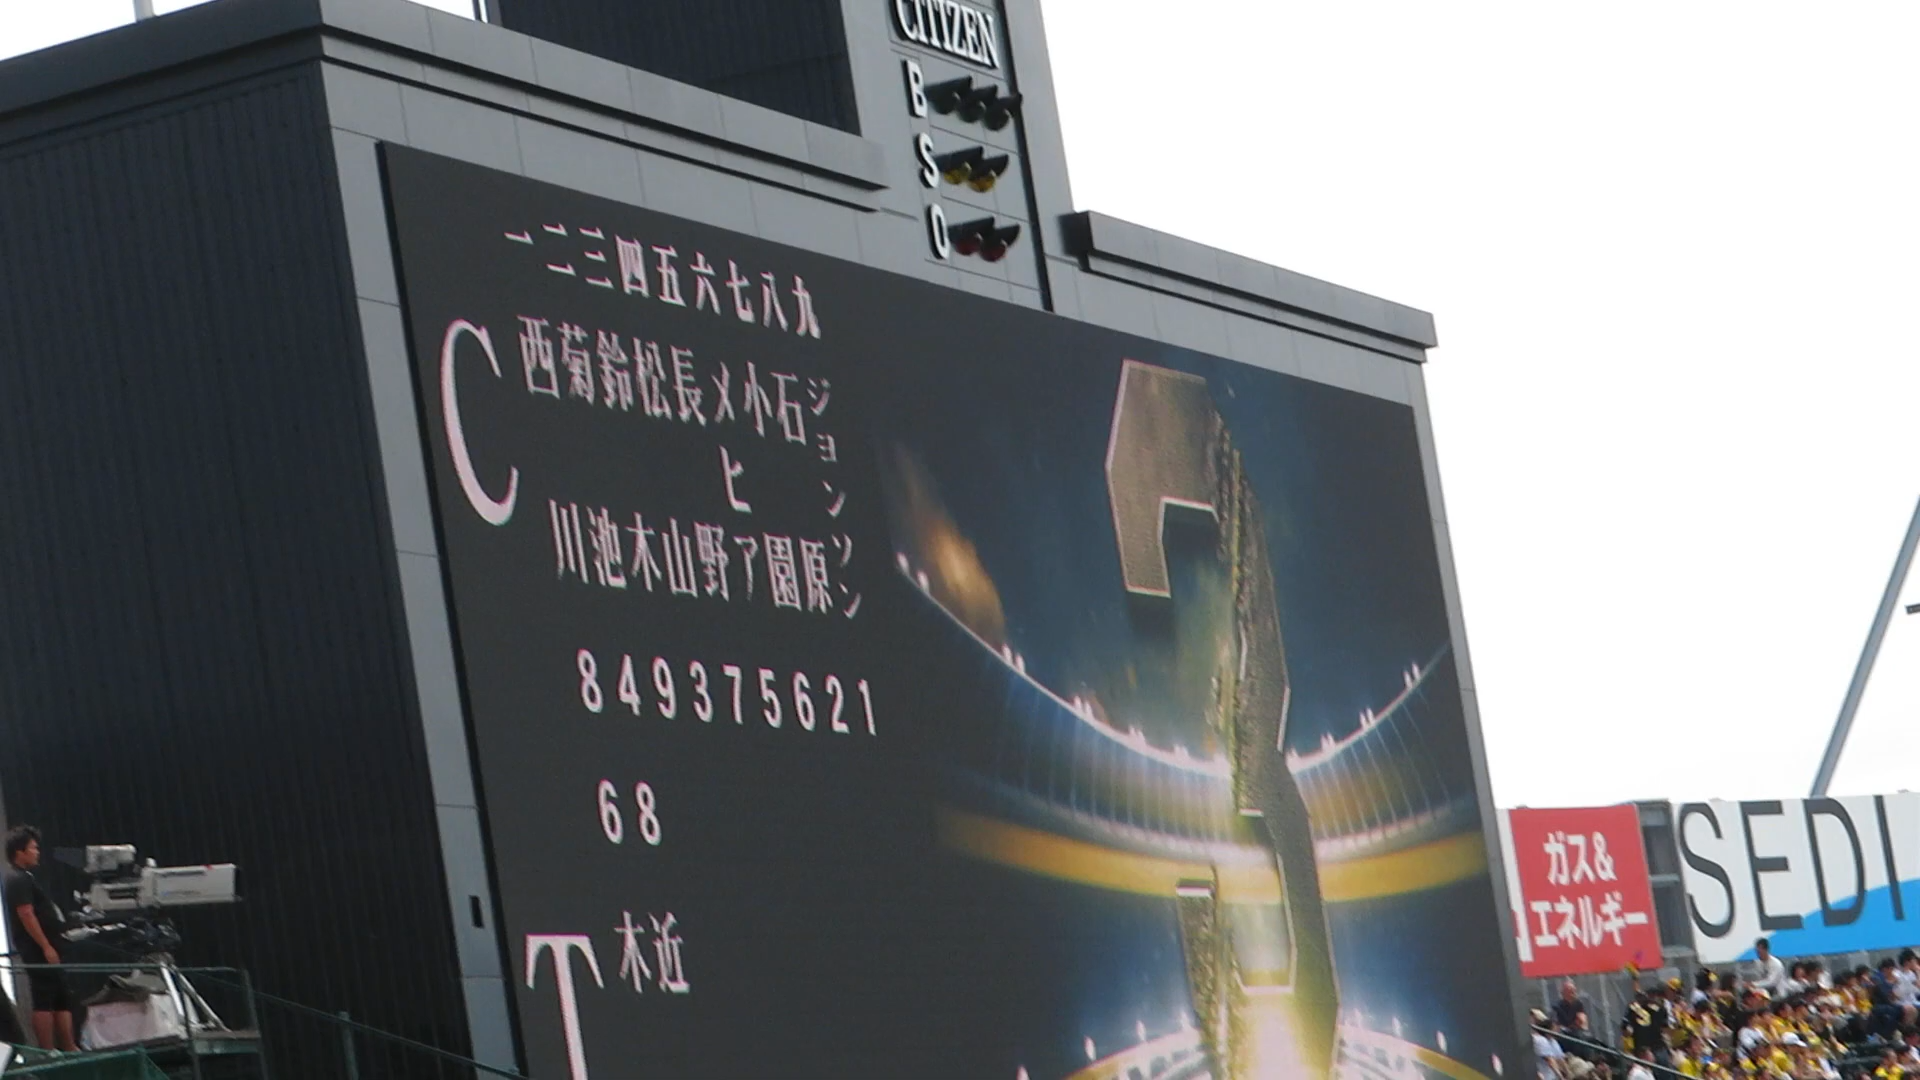 CITIZEN
B
S
O
一二三四五六七八九
C
西川
菊池
鈴木
松山
長野
メヒア
小園
石原
ジョンソン
849375621
68
T
木近
ガス&
エネルギー
SEDI